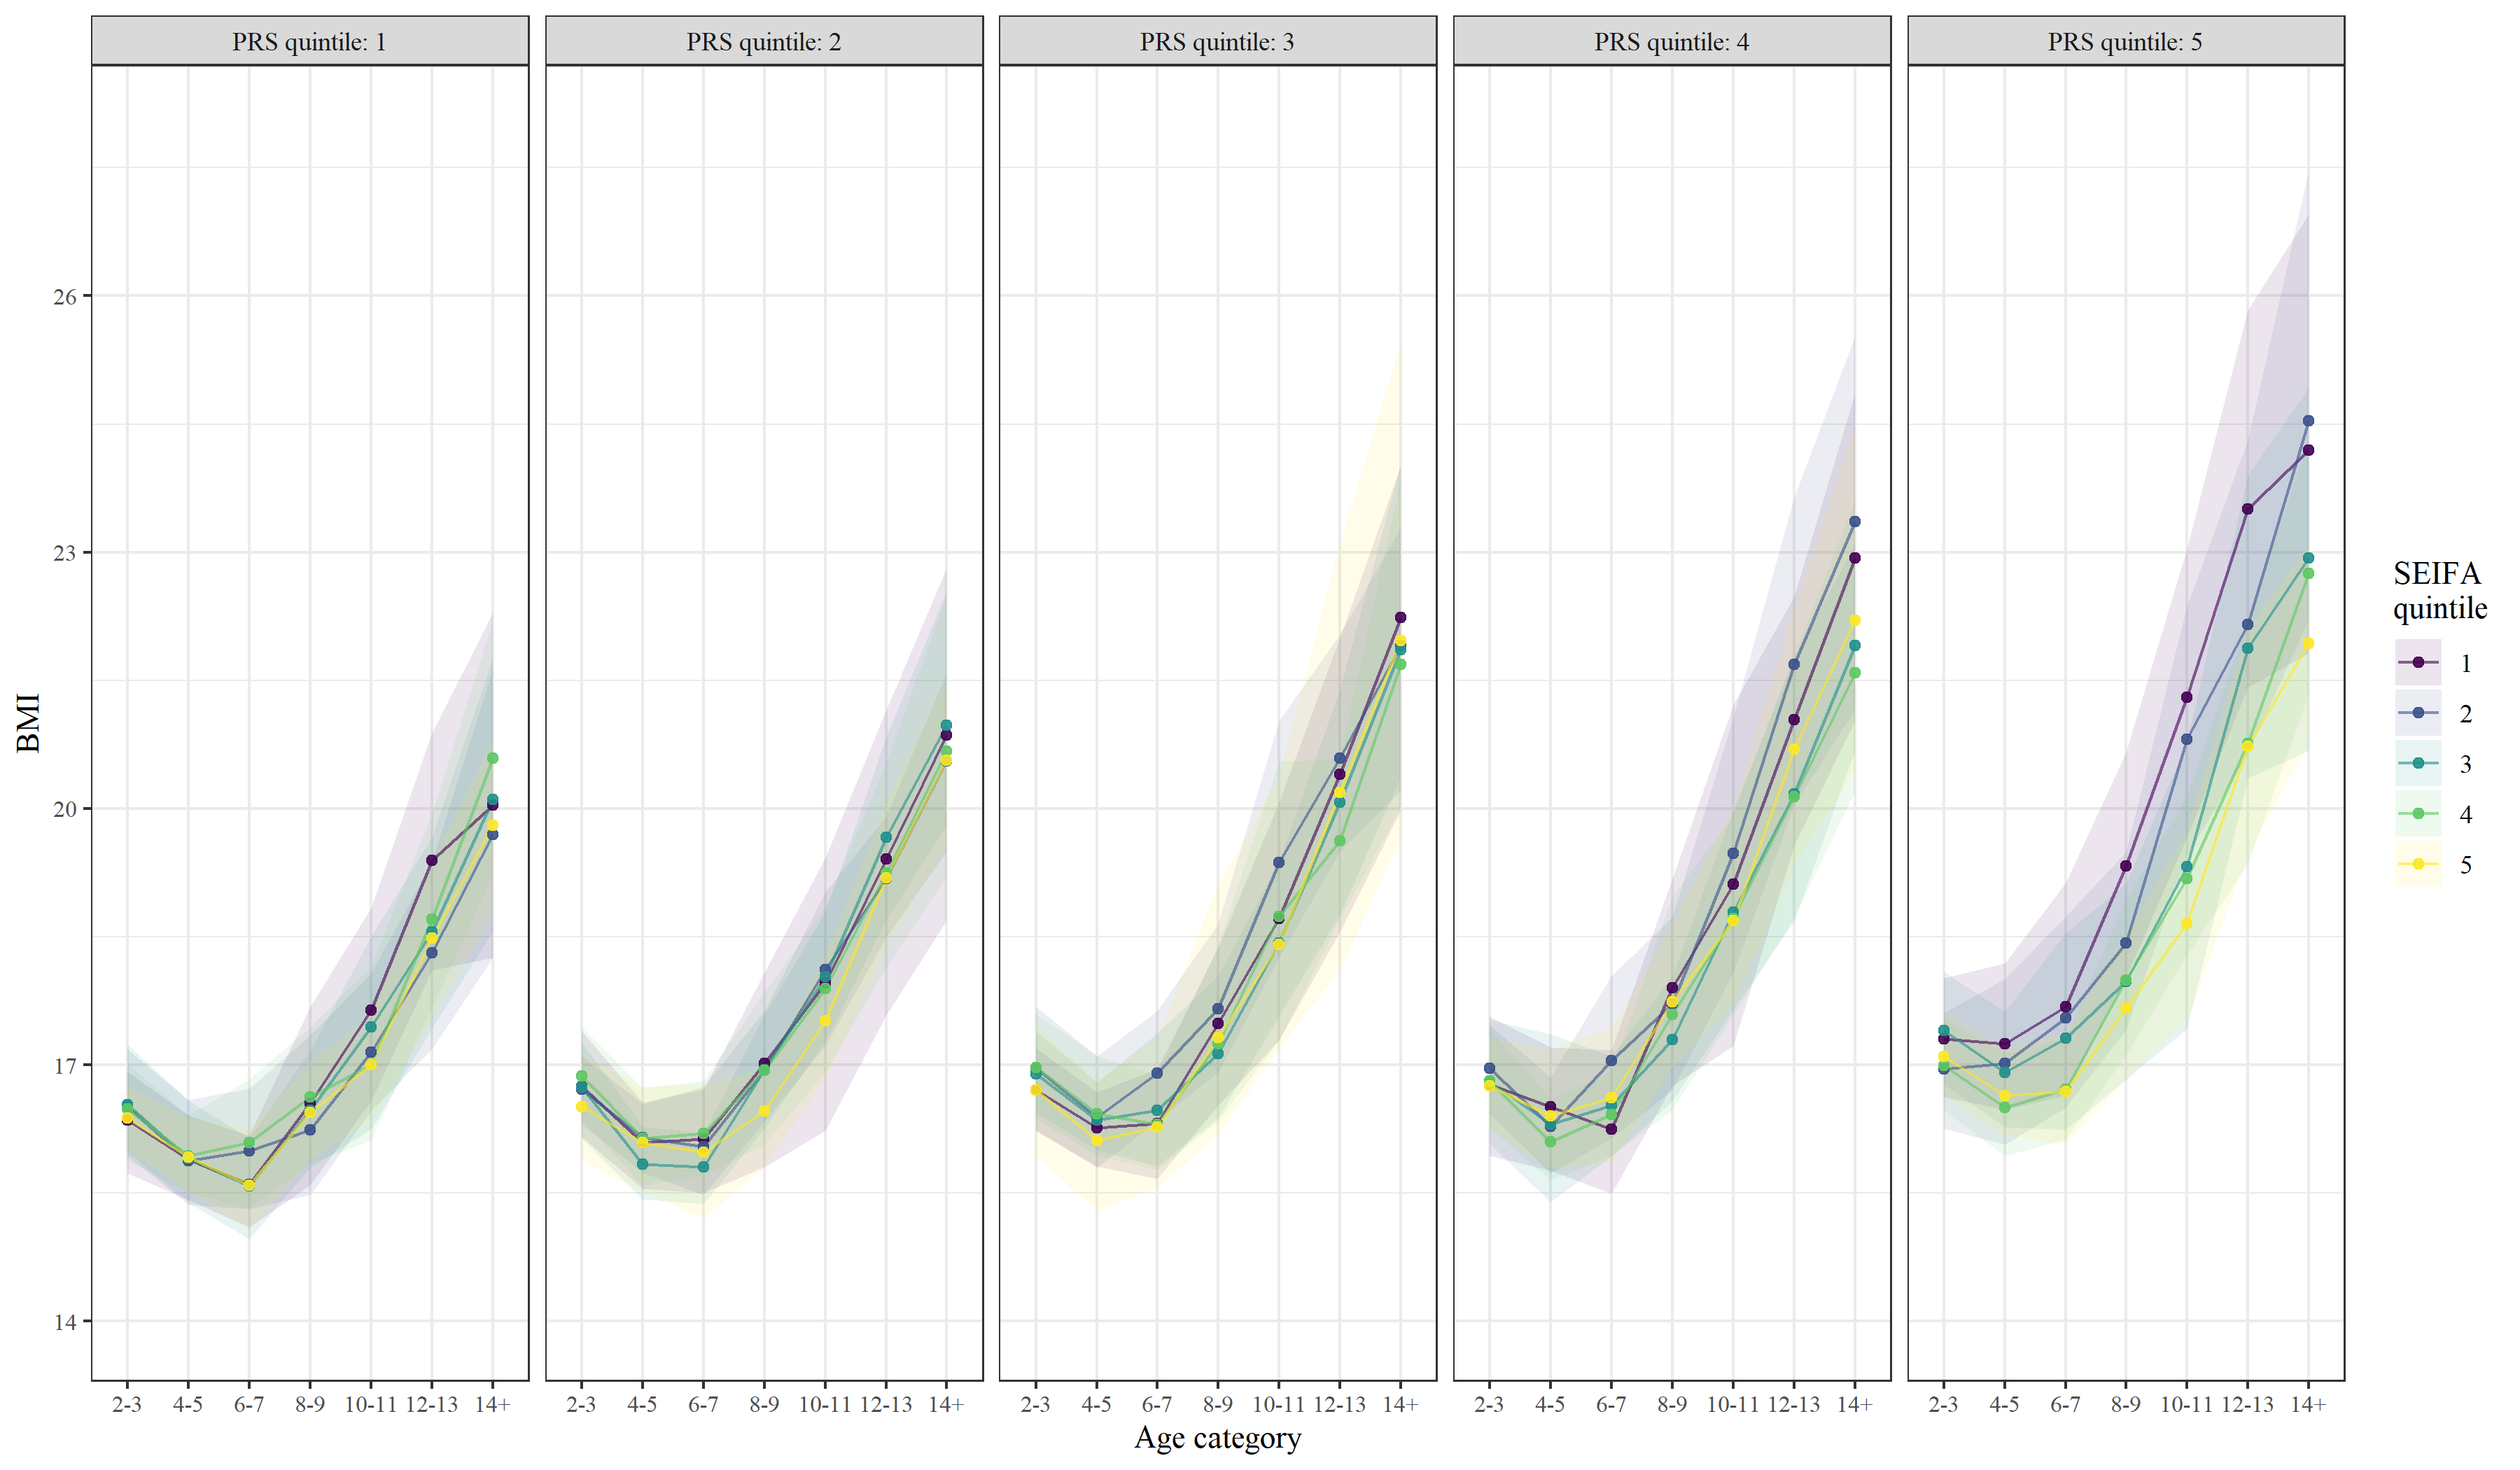 PRS quintile: 1
PRS quintile: 2
PRS quintile: 3
PRS quintile: 4
PRS quintile: 5
BMI
26
23
20
17
14
2-3 4-5 6-7 8-9 10-11 12-13 14+
2-3 4-5 6-7 8-9 10-11 12-13 14+
2-3 4-5 6-7 8-9 10-11 12-13 14+
2-3 4-5 6-7 8-9 10-11 12-13 14+
2-3 4-5 6-7 8-9 10-11 12-13 14+
Age category
SEIFA
quintile
1
2
3
4
5